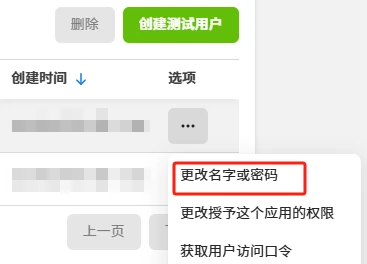 删除
创建测试用户
创建时间 ↓
选项
...
更改名字或密码
更改授予这个应用的权限
上一页
获取用户访问口令